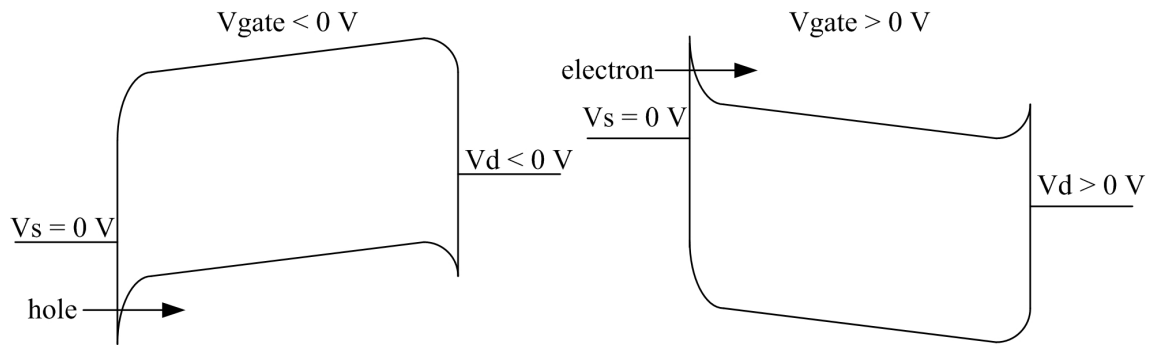 Vgate < 0 V
Vs = 0 V
Vd < 0 V
hole
Vgate > 0 V
electron
Vs = 0 V
Vd > 0 V